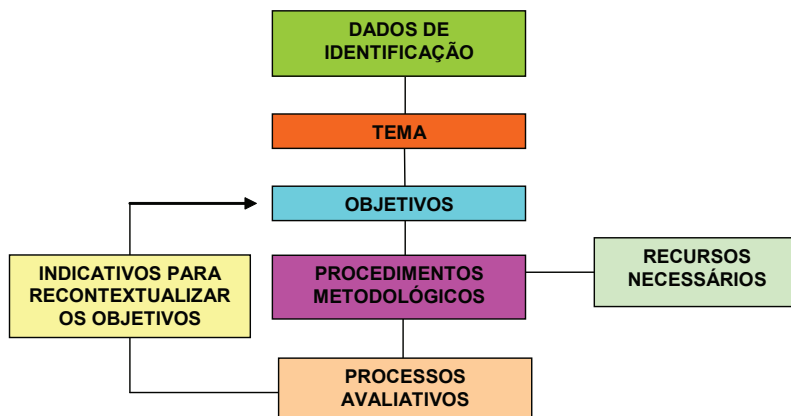 DADOS DE
IDENTIFICAÇÃO
TEMA
OBJETIVOS
INDICATIVOS PARA
RECONTEXTUALIZAR
OS OBJETIVOS
PROCEDIMENTOS
METODOLÓGICOS
RECURSOS
NECESSÁRIOS
PROCESSOS
AVALIATIVOS